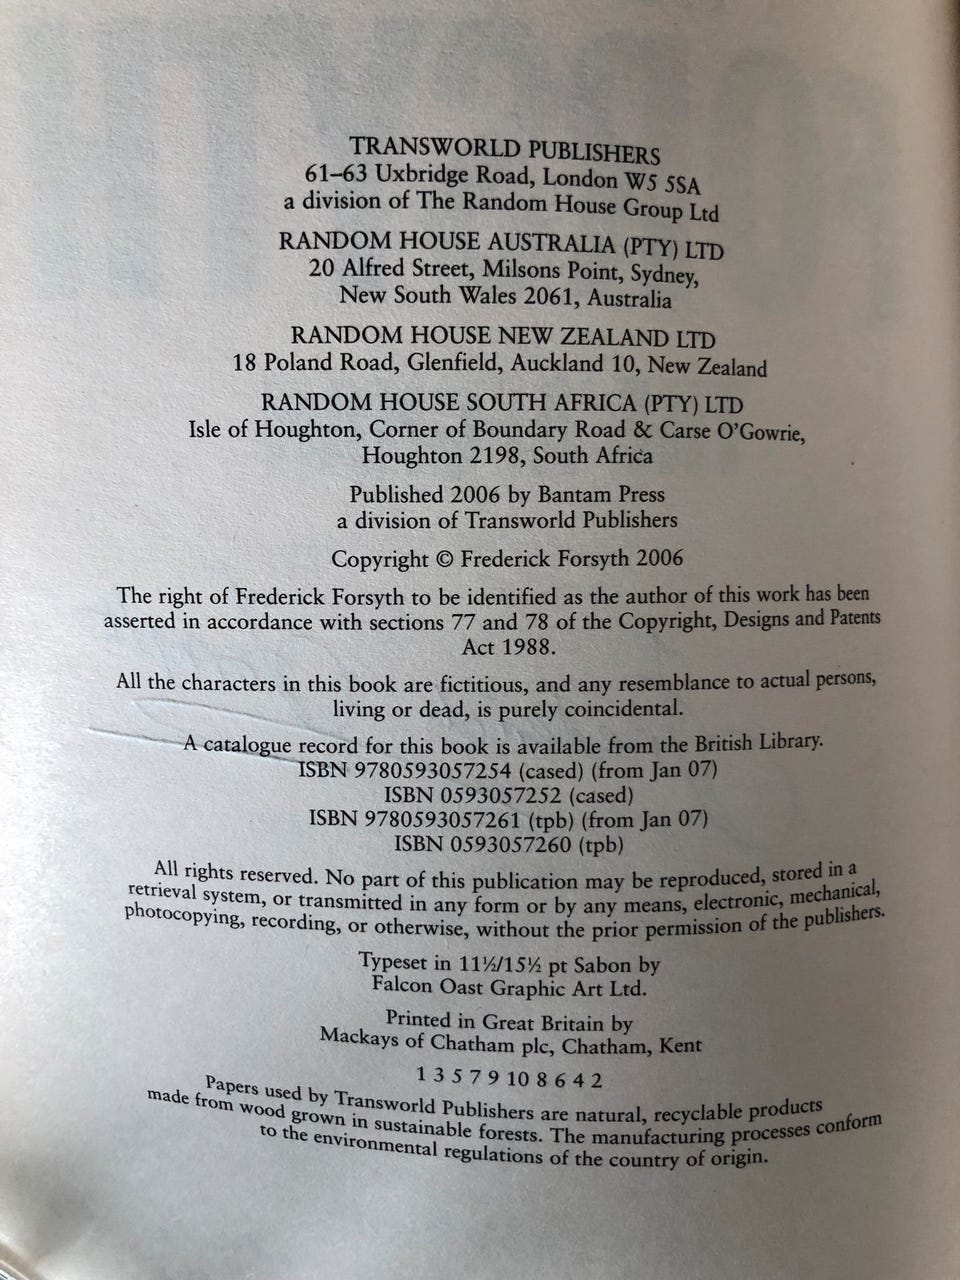 TRANSWORLD PUBLISHERS
61–63 Uxbridge Road, London W5 5SA
a division of The Random House Group Ltd
RANDOM HOUSE AUSTRALIA (PTY) LTD
20 Alfred Street, Milsons Point, Sydney,
New South Wales 2061, Australia
RANDOM HOUSE NEW ZEALAND LTD
18 Poland Road, Glenfield, Auckland 10, New Zealand
RANDOM HOUSE SOUTH AFRICA (PTY) LTD
Isle of Houghton, Corner of Boundary Road & Carse O'Gowrie,
Houghton 2198, South Africa
Published 2006 by Bantam Press
a division of Transworld Publishers
Copyright © Frederick Forsyth 2006
The right of Frederick Forsyth to be identified as the author of this work has been
asserted in accordance with sections 77 and 78 of the Copyright, Designs and Patents
Act 1988.
All the characters in this book are fictitious, and any resemblance to actual persons,
living or dead, is purely coincidental.
A catalogue record for this book is available from the British Library.
ISBN 9780593057254 (cased) (from Jan 07)
ISBN 0593057252 (cased)
ISBN 9780593057261 (tpb) (from Jan 07)
ISBN 0593057260 (tpb)
All rights reserved. No part of this publication may be reproduced, stored in a
retrieval system, or transmitted in any form or by any means, electronic, mechanical,
photocopying, recording, or otherwise, without the prior permission of the publishers.
Typeset in 11½/15½ pt Sabon by
Falcon Oast Graphic Art Ltd.
Printed in Great Britain by
Mackays of Chatham plc, Chatham, Kent
1 3 5 7 9 10 8 6 4 2
Papers used by Transworld Publishers are natural, recyclable products
made from wood grown in sustainable forests. The manufacturing processes conform
to the environmental regulations of the country of origin.